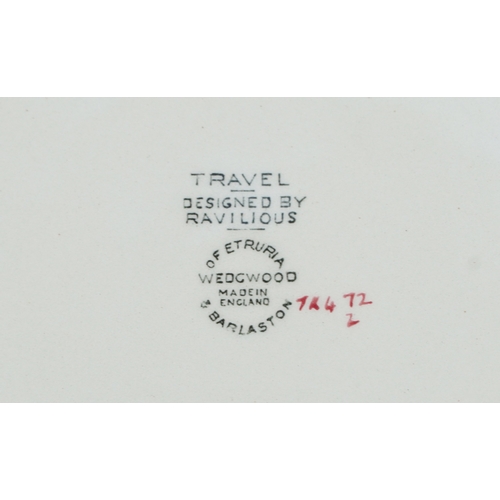 TRAVEL
DESIGNED BY
RAVILIOUS
OF ETRURIA
WEDGWOOD
MADE IN
ENGLAND
& BARLASTON